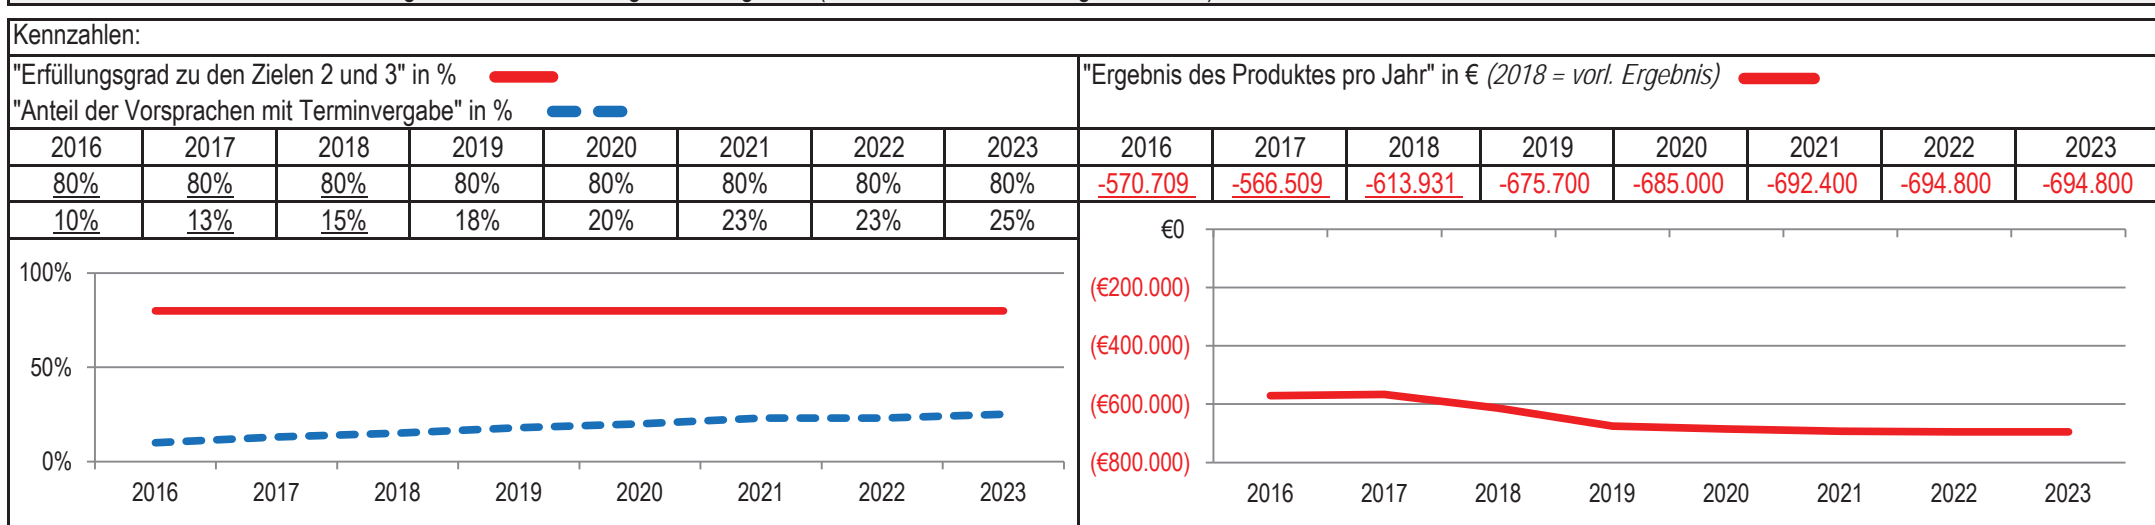 Kennzahlen:
"Erfüllungsgrad zu den Zielen 2 und 3" in %
"Anteil der Vorsprachen mit Terminvergabe" in %
2016 2017 2018 2019 2020 2021 2022 2023
80% 80% 80% 80% 80% 80% 80% 80%
10% 13% 15% 18% 20% 23% 23% 25%
100%
50%
0%
2016 2017 2018 2019 2020 2021 2022 2023
"Ergebnis des Produktes pro Jahr" in € (2018 = vorl. Ergebnis)
2016 2017 2018 2019 2020 2021 2022 2023
-570.709 -566.509 -613.931 -675.700 -685.000 -692.400 -694.800 -694.800
€0
(€200.000)
(€400.000)
(€600.000)
(€800.000)
2016 2017 2018 2019 2020 2021 2022 2023